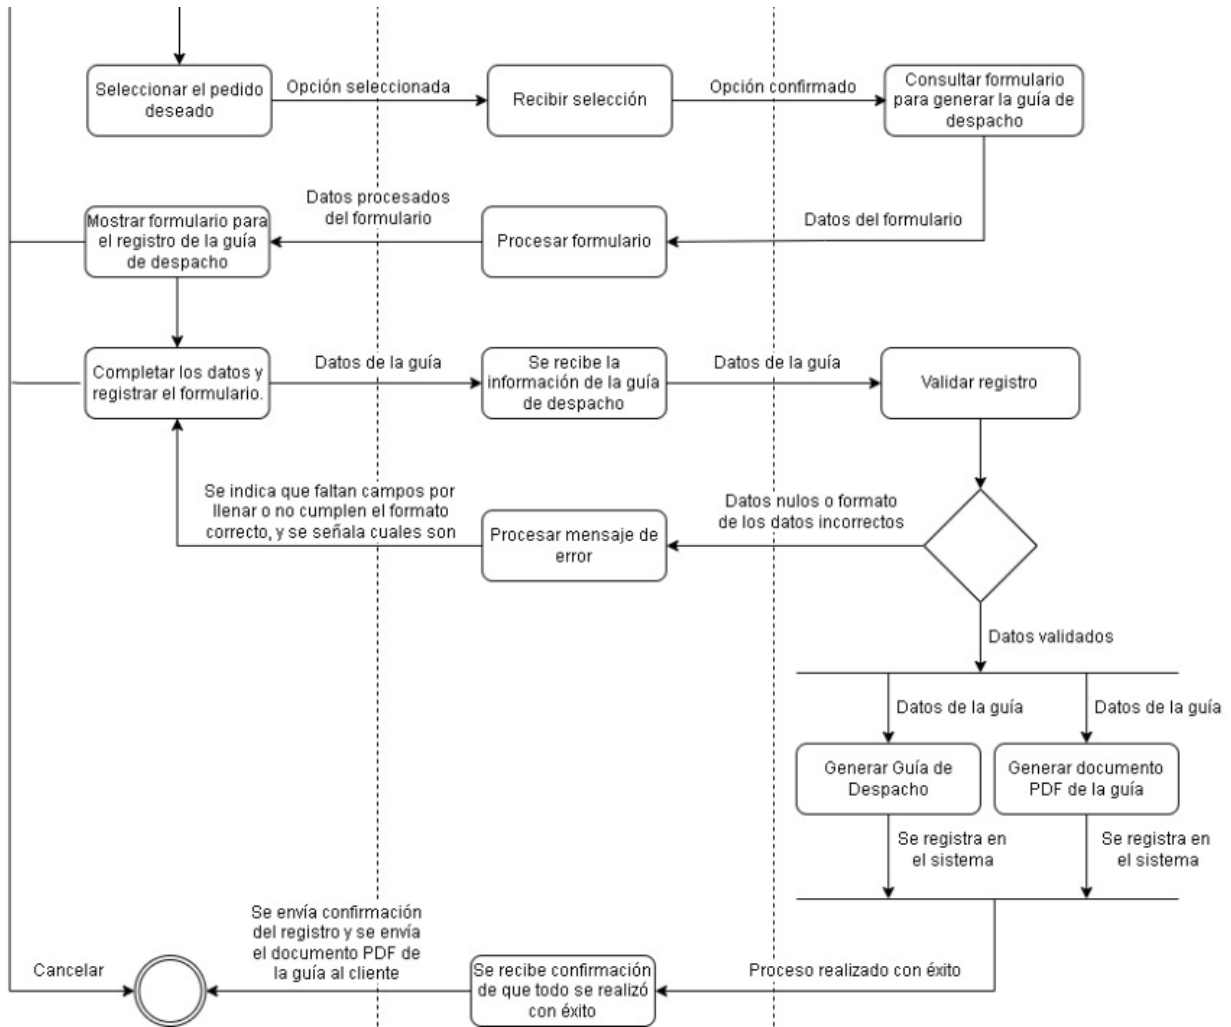 Seleccionar el pedido
deseado
Opción seleccionada
Recibir selección
Opción confirmado
Consultar formulario
para generar la guía de
despacho
Mostrar formulario para
el registro de la guía
de despacho
Datos procesados
del formulario
Procesar formulario
Datos del formulario
Completar los datos y
registrar el formulario.
Datos de la guía
Se recibe la
información de la guía
de despacho
Datos de la guía
Validar registro
Se indica que faltan campos por
llenar o no cumplen el formato
correcto, y se señala cuales son
Procesar mensaje de
error
Datos nulos o formato
de los datos incorrectos
Datos validados
Datos de la guía
Datos de la guía
Generar Guía de
Despacho
Generar documento
PDF de la guía
Se registra en
el sistema
Se registra en
el sistema
Cancelar
Se envía confirmación
del registro y se envía
el documento PDF de
la guía al cliente
Se recibe confirmación
de que todo se realizó
con éxito
Proceso realizado con éxito